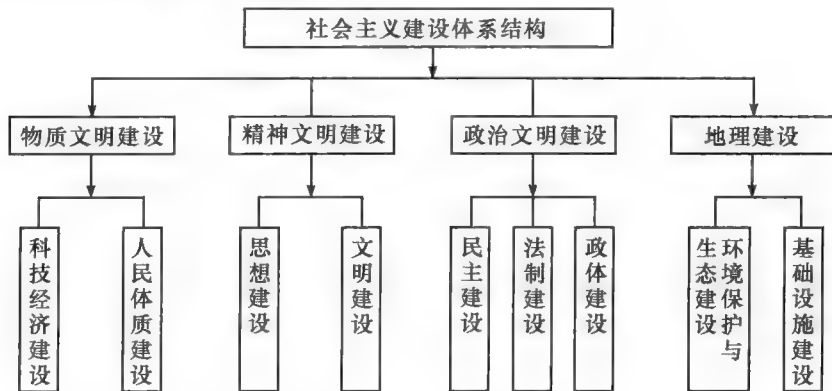 社会主义建设体系结构
物质文明建设
精神文明建设
政治文明建设
地理建设
科技经济建设
人民体质建设
思想建设
文明建设
民主建设
法制建设
政体建设
环境保护与
生态建设
基础设施建设